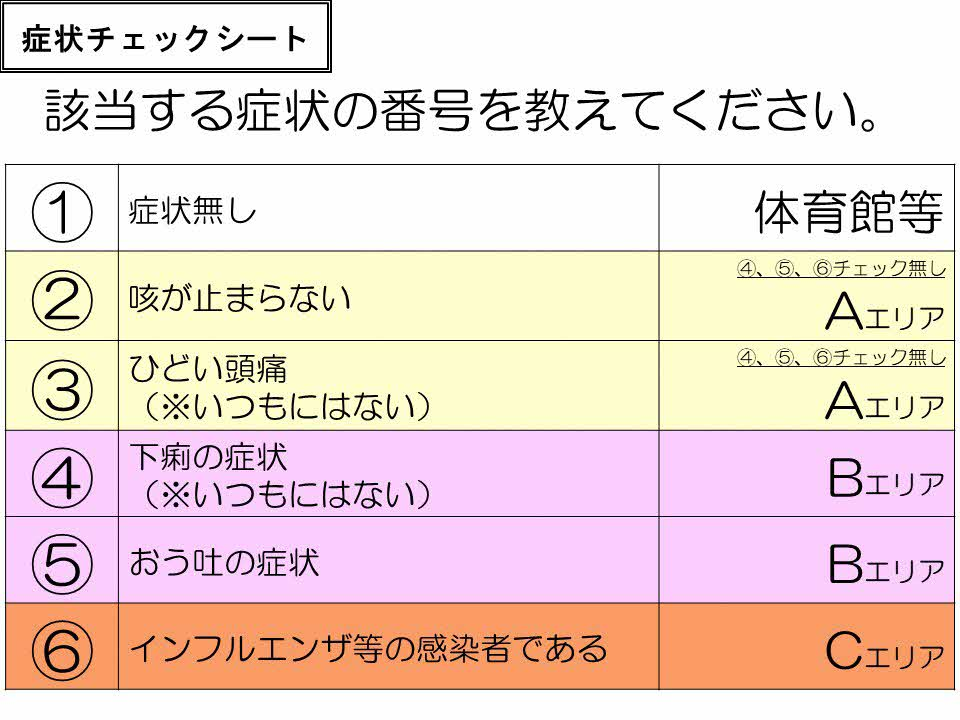 症状チェックシート
該当する症状の番号を教えてください。
① 症状無し 体育館等
② 咳が止まらない ④、⑤、⑥チェック無し
Aエリア
③ ひどい頭痛 ④、⑤、⑥チェック無し
（※いつもにはない） Aエリア
④ 下痢の症状
（※いつもにはない） Bエリア
⑤ おう吐の症状 Bエリア
⑥ インフルエンザ等の感染者である Cエリア